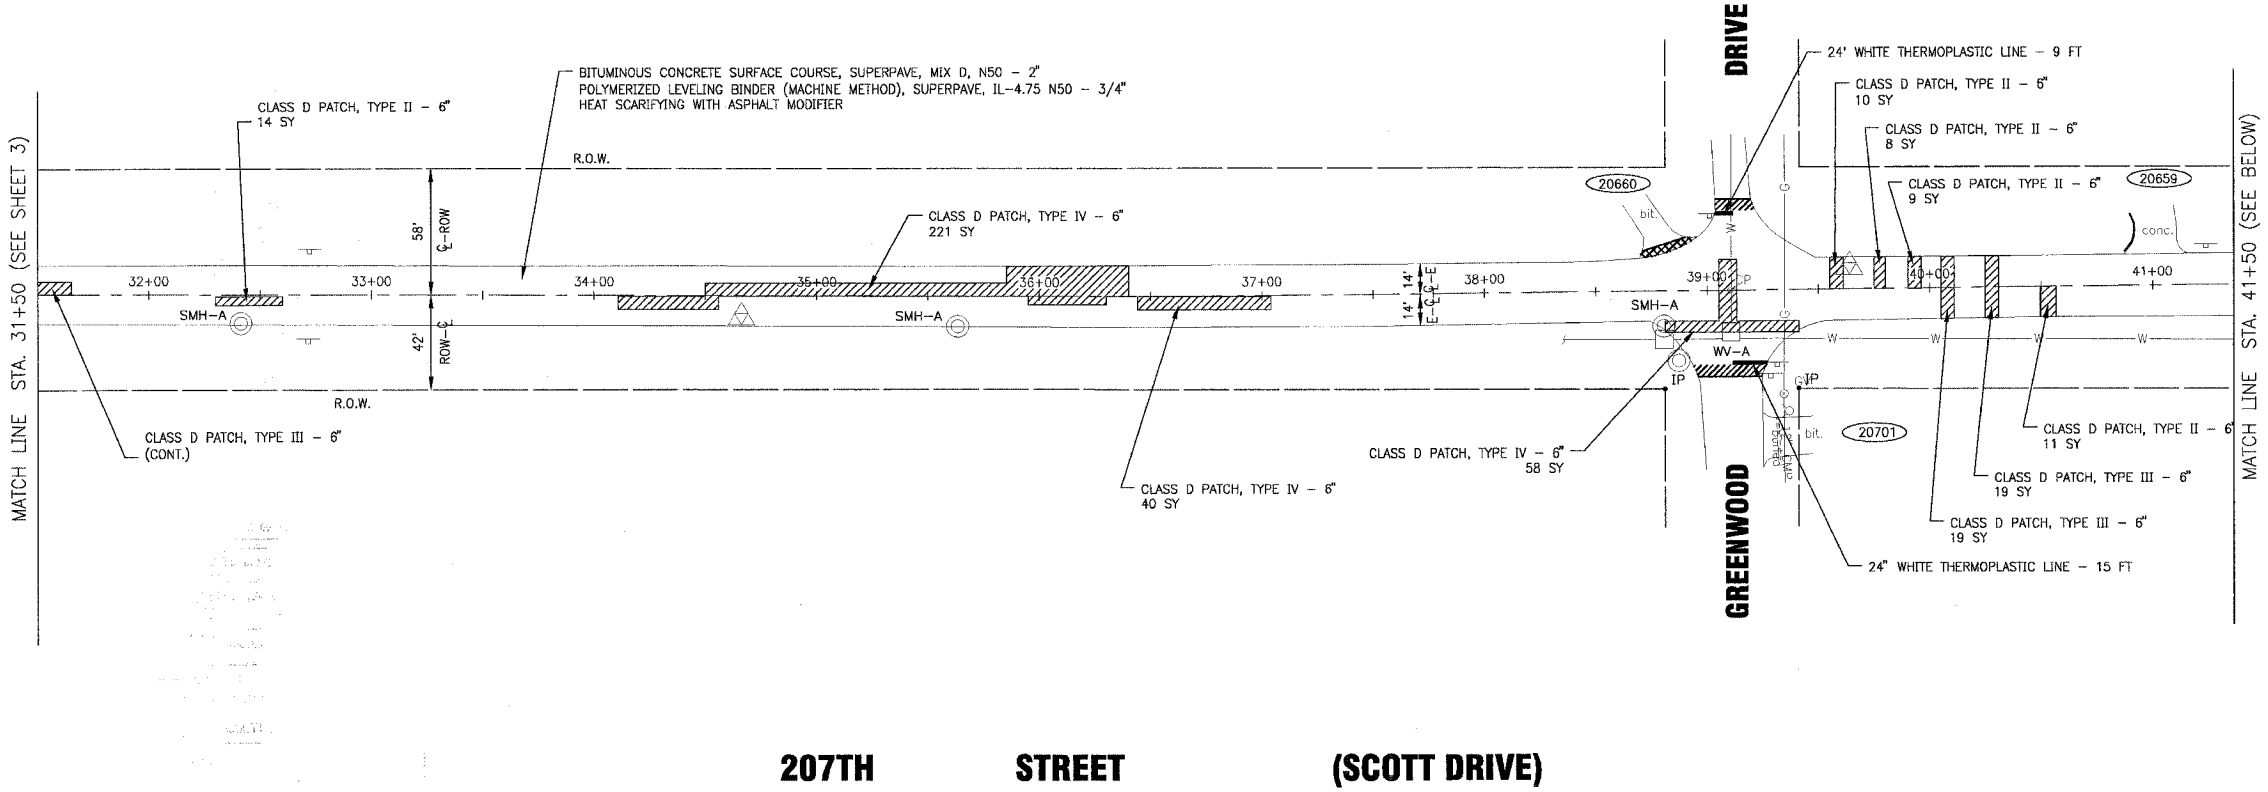 DRIVE
24' WHITE THERMOPLASTIC LINE - 9 FT
BITUMINOUS CONCRETE SURFACE COURSE, SUPERPAVE, MIX D, N50 - 2"
POLYMERIZED LEVELING BINDER (MACHINE METHOD), SUPERPAVE, IL-4.75 N50 - 3/4"
HEAT SCARIFYING WITH ASPHALT MODIFIER
CLASS D PATCH, TYPE II - 6"
14 SY
CLASS D PATCH, TYPE II - 6"
10 SY
CLASS D PATCH, TYPE II - 6"
8 SY
CLASS D PATCH, TYPE II - 6"
9 SY
MATCH LINE STA. 31+50 (SEE SHEET 3)
MATCH LINE STA. 41+50 (SEE BELOW)
R.O.W.
20660
20659
bit.
conc.
58'
℄-ROW
CLASS D PATCH, TYPE IV - 6"
221 SY
G
W
32+00
33+00
34+00
35+00
36+00
37+00
38+00
39+00
CP
40+00
41+00
14'
℄-E
14'
E-℄
SMH-A
SMH-A
SMH-A
42'
ROW-℄
G
W
W
W
W
WV-A
IP
IP
R.O.W.
CLASS D PATCH, TYPE III - 6"
(CONT.)
CLASS D PATCH, TYPE IV - 6"
58 SY
bit.
20701
CLASS D PATCH, TYPE II - 6"
11 SY
CLASS D PATCH, TYPE IV - 6"
40 SY
CLASS D PATCH, TYPE III - 6"
19 SY
CLASS D PATCH, TYPE III - 6"
19 SY
GREENWOOD
24" WHITE THERMOPLASTIC LINE - 15 FT
207TH STREET (SCOTT DRIVE)